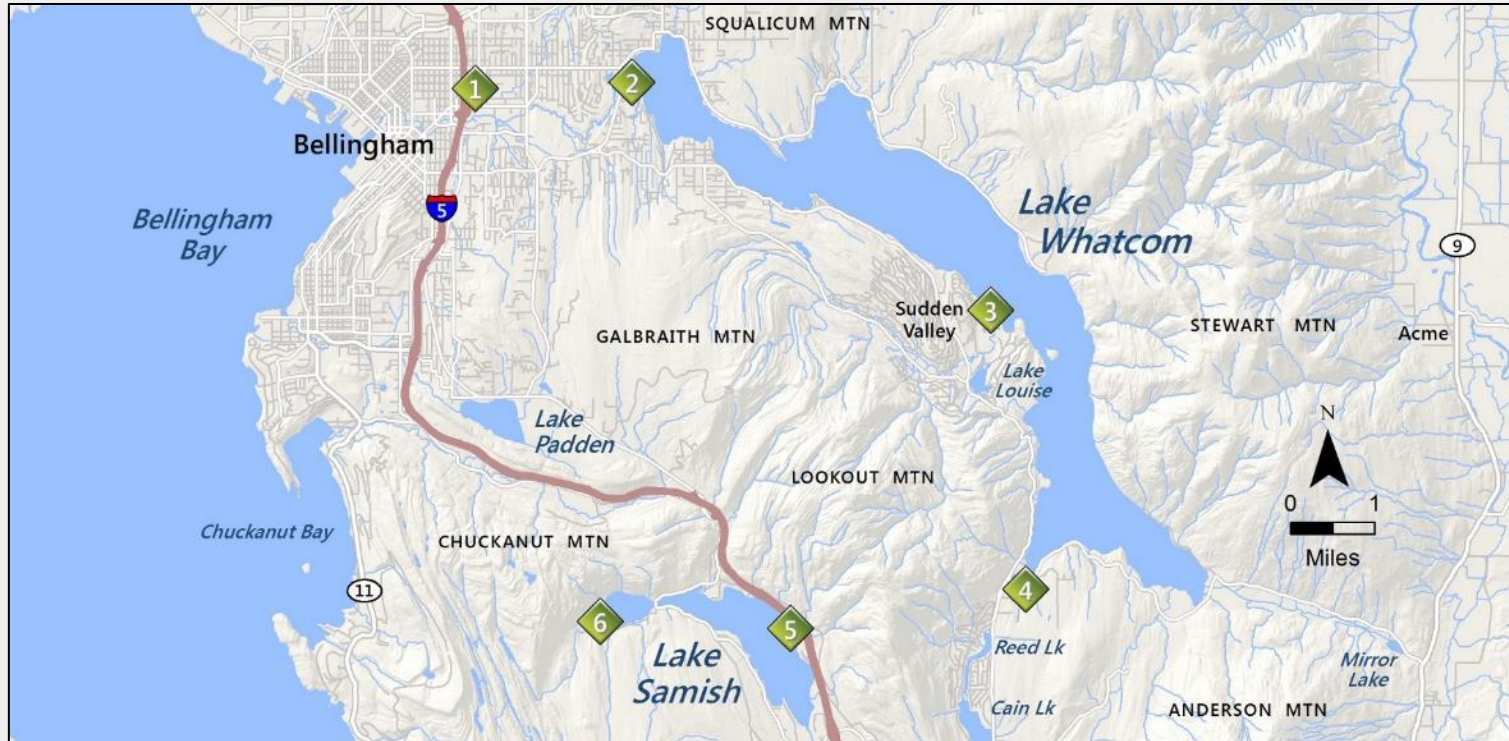 SQUALICUM MTN
1
2
Bellingham
5
Bellingham
Bay
Lake
Whatcom
9
3
Sudden
Valley
STEWART MTN
Acme
GALBRAITH MTN
Lake
Louise
Lake
Padden
N
LOOKOUT MTN
0 1
Miles
Chuckanut Bay
CHUCKANUT MTN
11
4
6
5
Reed Lk
Lake
Samish
Mirror
Lake
Cain Lk
ANDERSON MTN